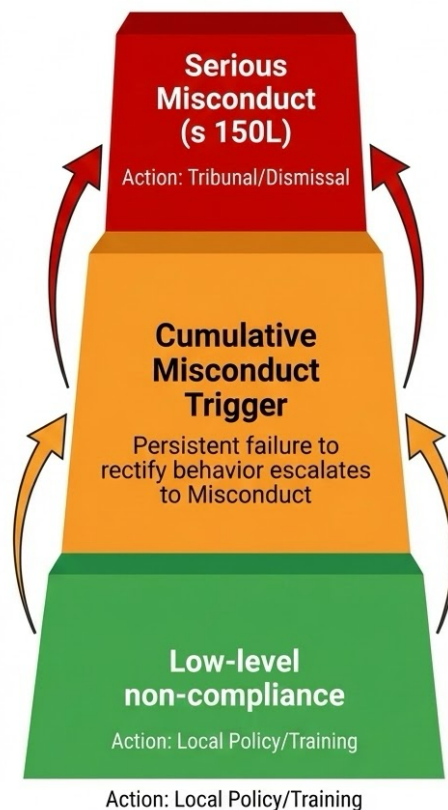 Serious
Misconduct
(s 150L)
Action: Tribunal/Dismissal
Cumulative
Misconduct
Trigger
Persistent failure to
rectify behavior escalates
to Misconduct
Low-level
non-compliance
Action: Local Policy/Training
Action: Local Policy/Training